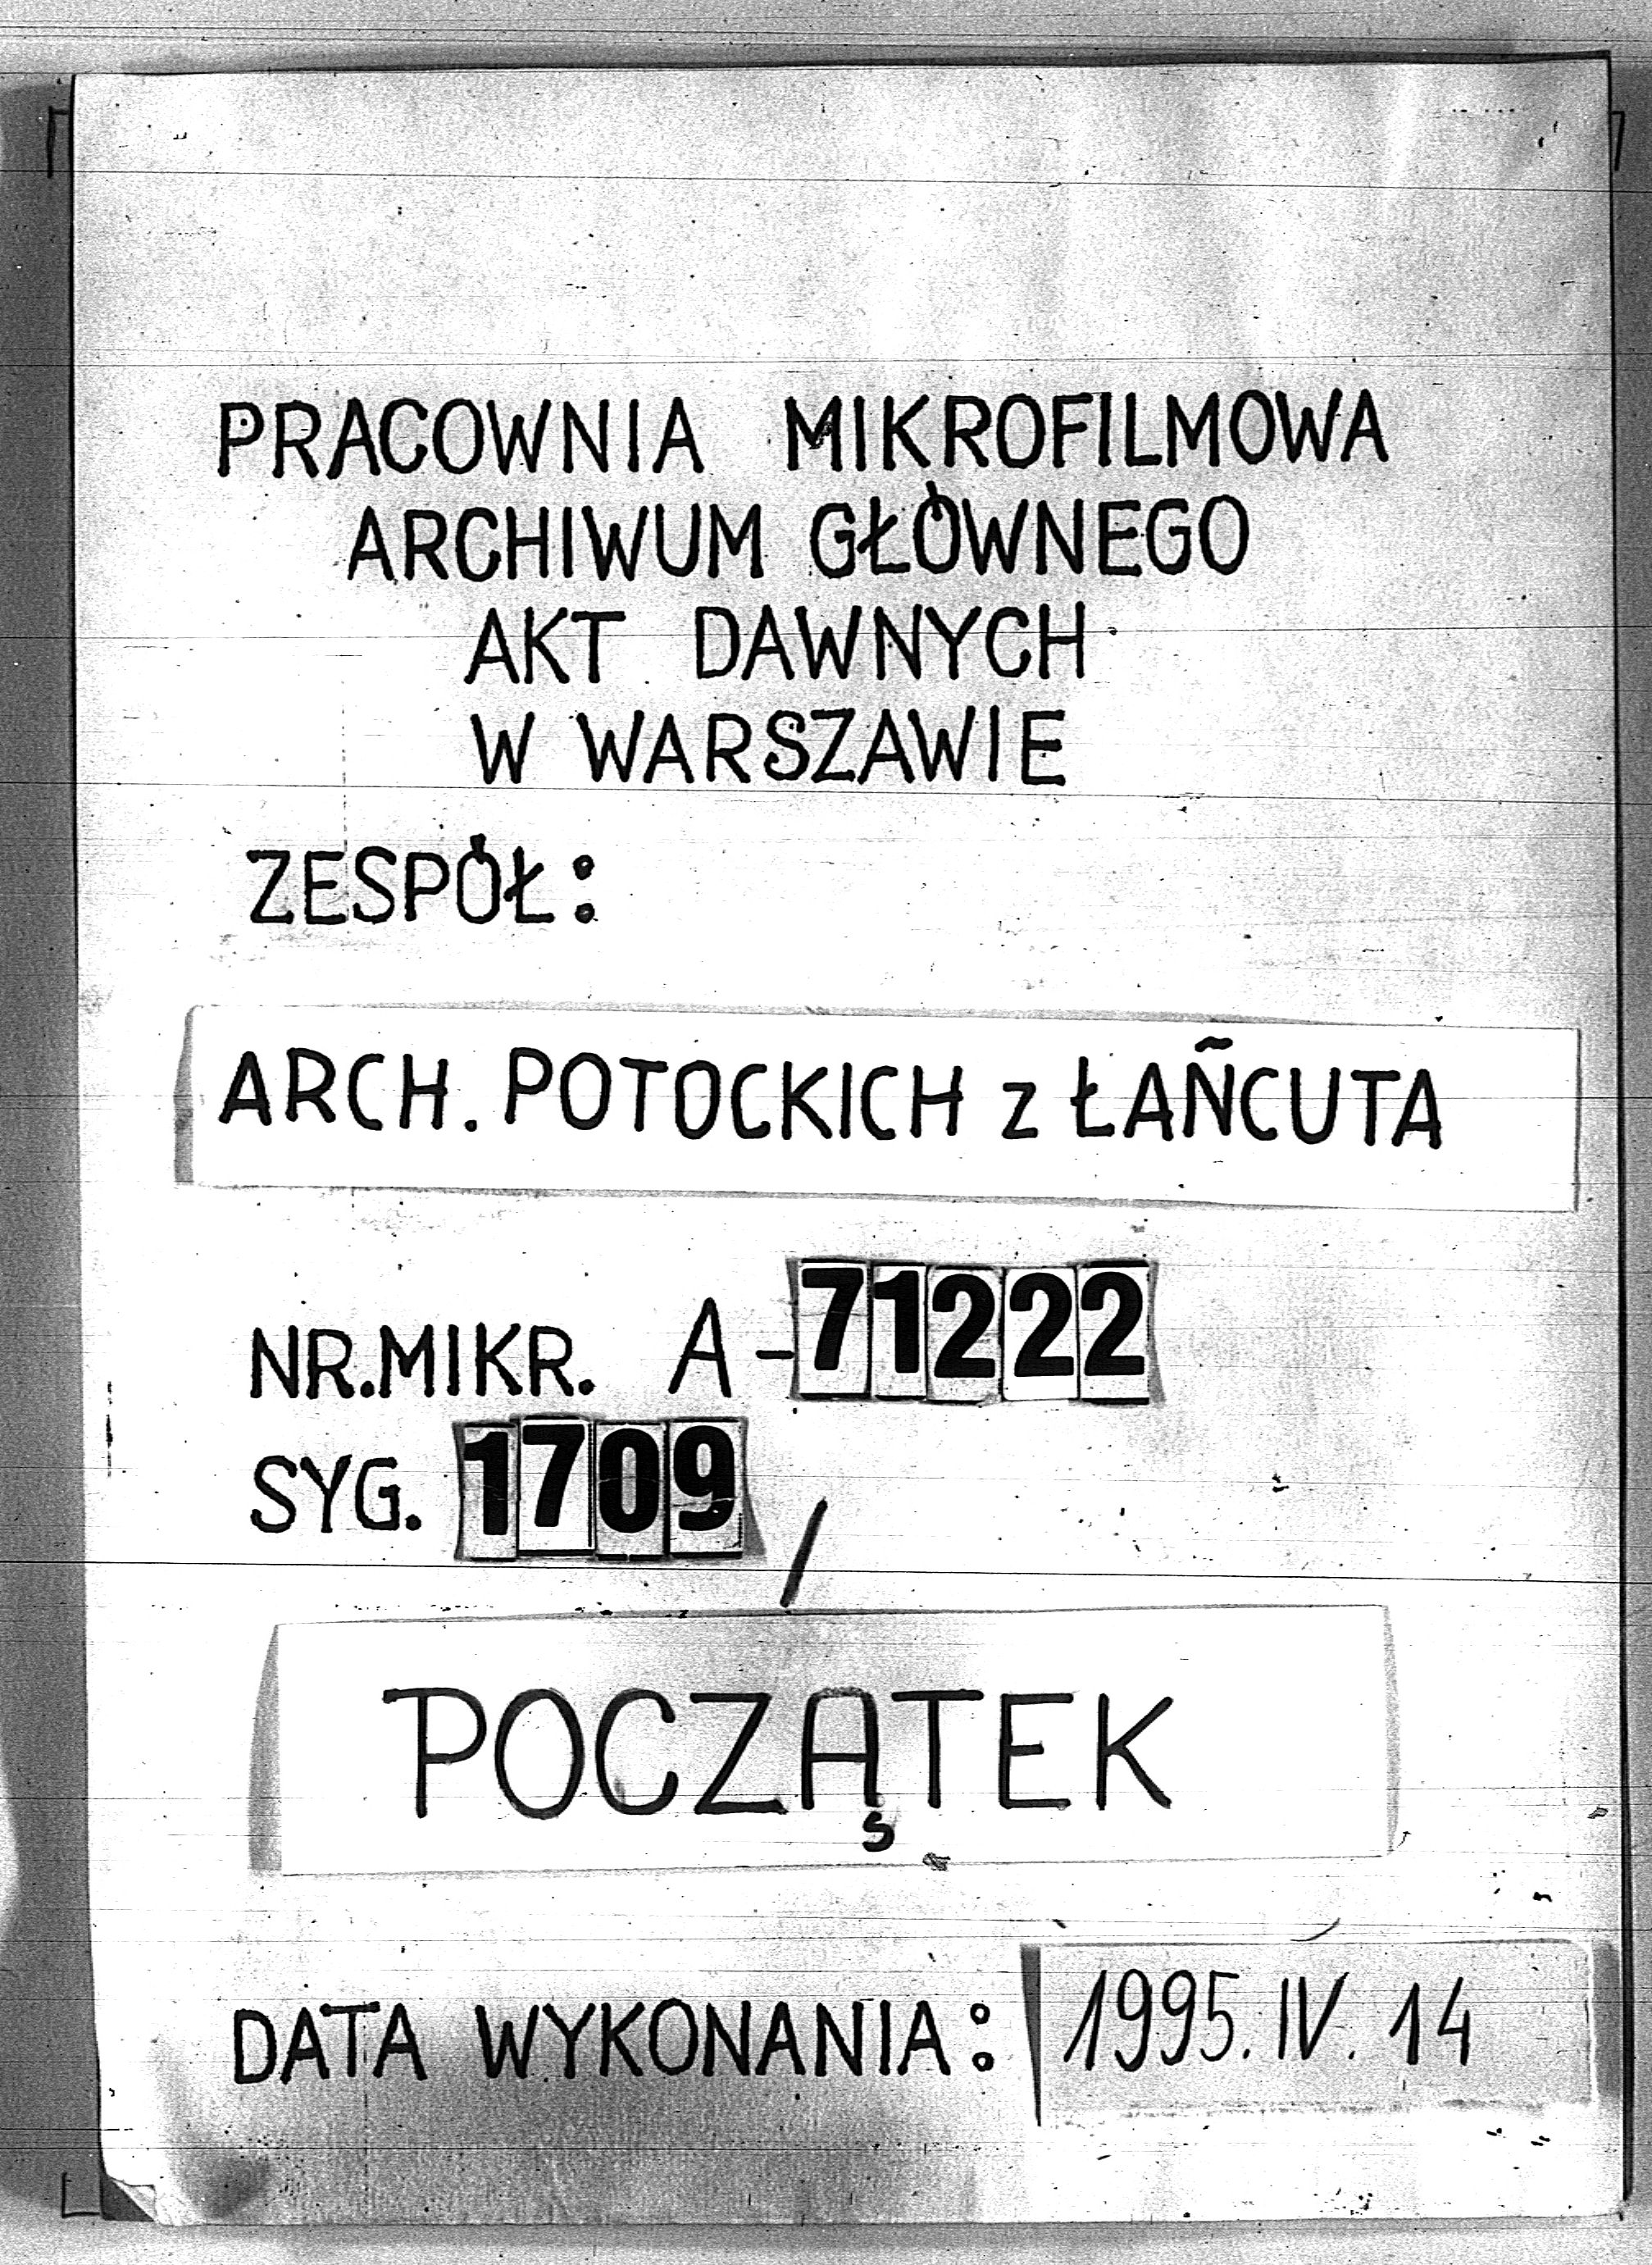 PRACOWNIA MIKROFILMOWA
ARCHIWUM GŁÓWNEGO
AKT DAWNYCH
W WARSZAWIE
ZESPÓŁ:
ARCH. POTOCKICH z ŁAÑCUTA
NR.MIKR. A-71222
SYG. 1709 /
POCZĄTEK
DATA WYKONANIA: 1995.IV.14